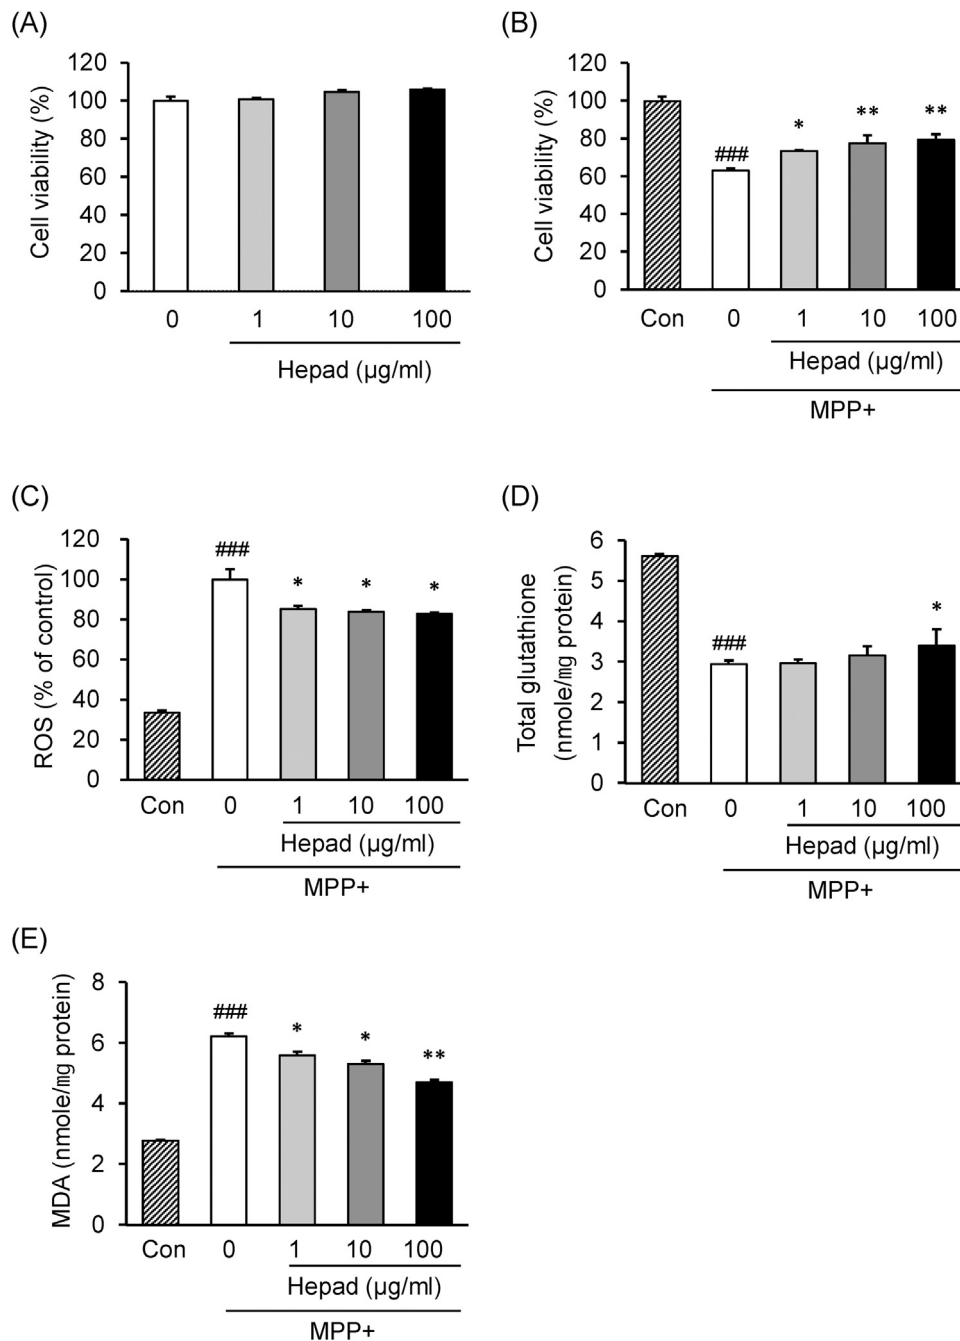 (A)
120
100
80
60
40
20
0
Cell viability (%)
0 1 10 100
Hepad (µg/ml)
(B)
120
100
80
60
40
20
0
Cell viability (%)
###
*
**
**
Con 0 1 10 100
Hepad (µg/ml)
MPP+
(C)
120
100
80
60
40
20
0
ROS (% of control)
###
*
*
*
Con 0 1 10 100
Hepad (µg/ml)
MPP+
(D)
6
5
4
3
2
1
0
Total glutathione
(nmole/㎎ protein)
###
*
Con 0 1 10 100
Hepad (µg/ml)
MPP+
(E)
8
6
4
2
0
MDA (nmole/㎎ protein)
###
*
*
**
Con 0 1 10 100
Hepad (µg/ml)
MPP+